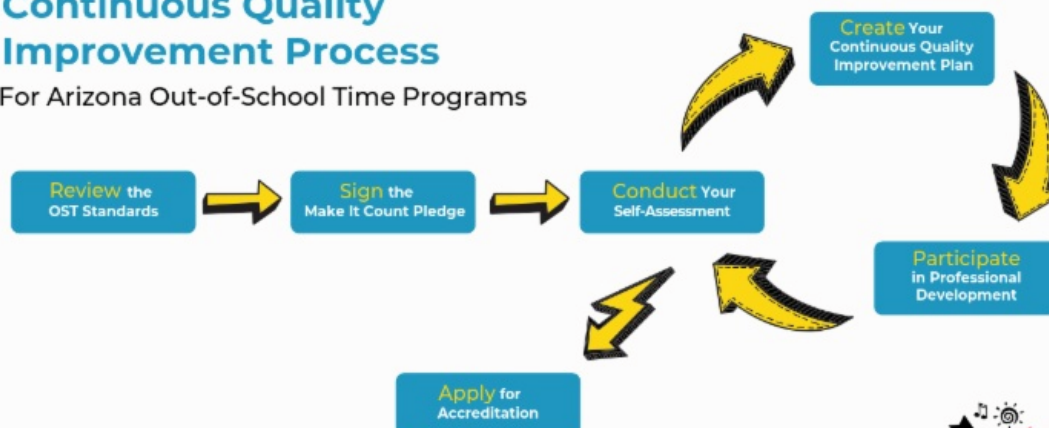 Continuous Quality
Improvement Process
For Arizona Out-of-School Time Programs
Create Your
Continuous Quality
Improvement Plan
Review the
OST Standards
Sign the
Make It Count Pledge
Conduct Your
Self-Assessment
Participate
in Professional
Development
Apply for
Accreditation